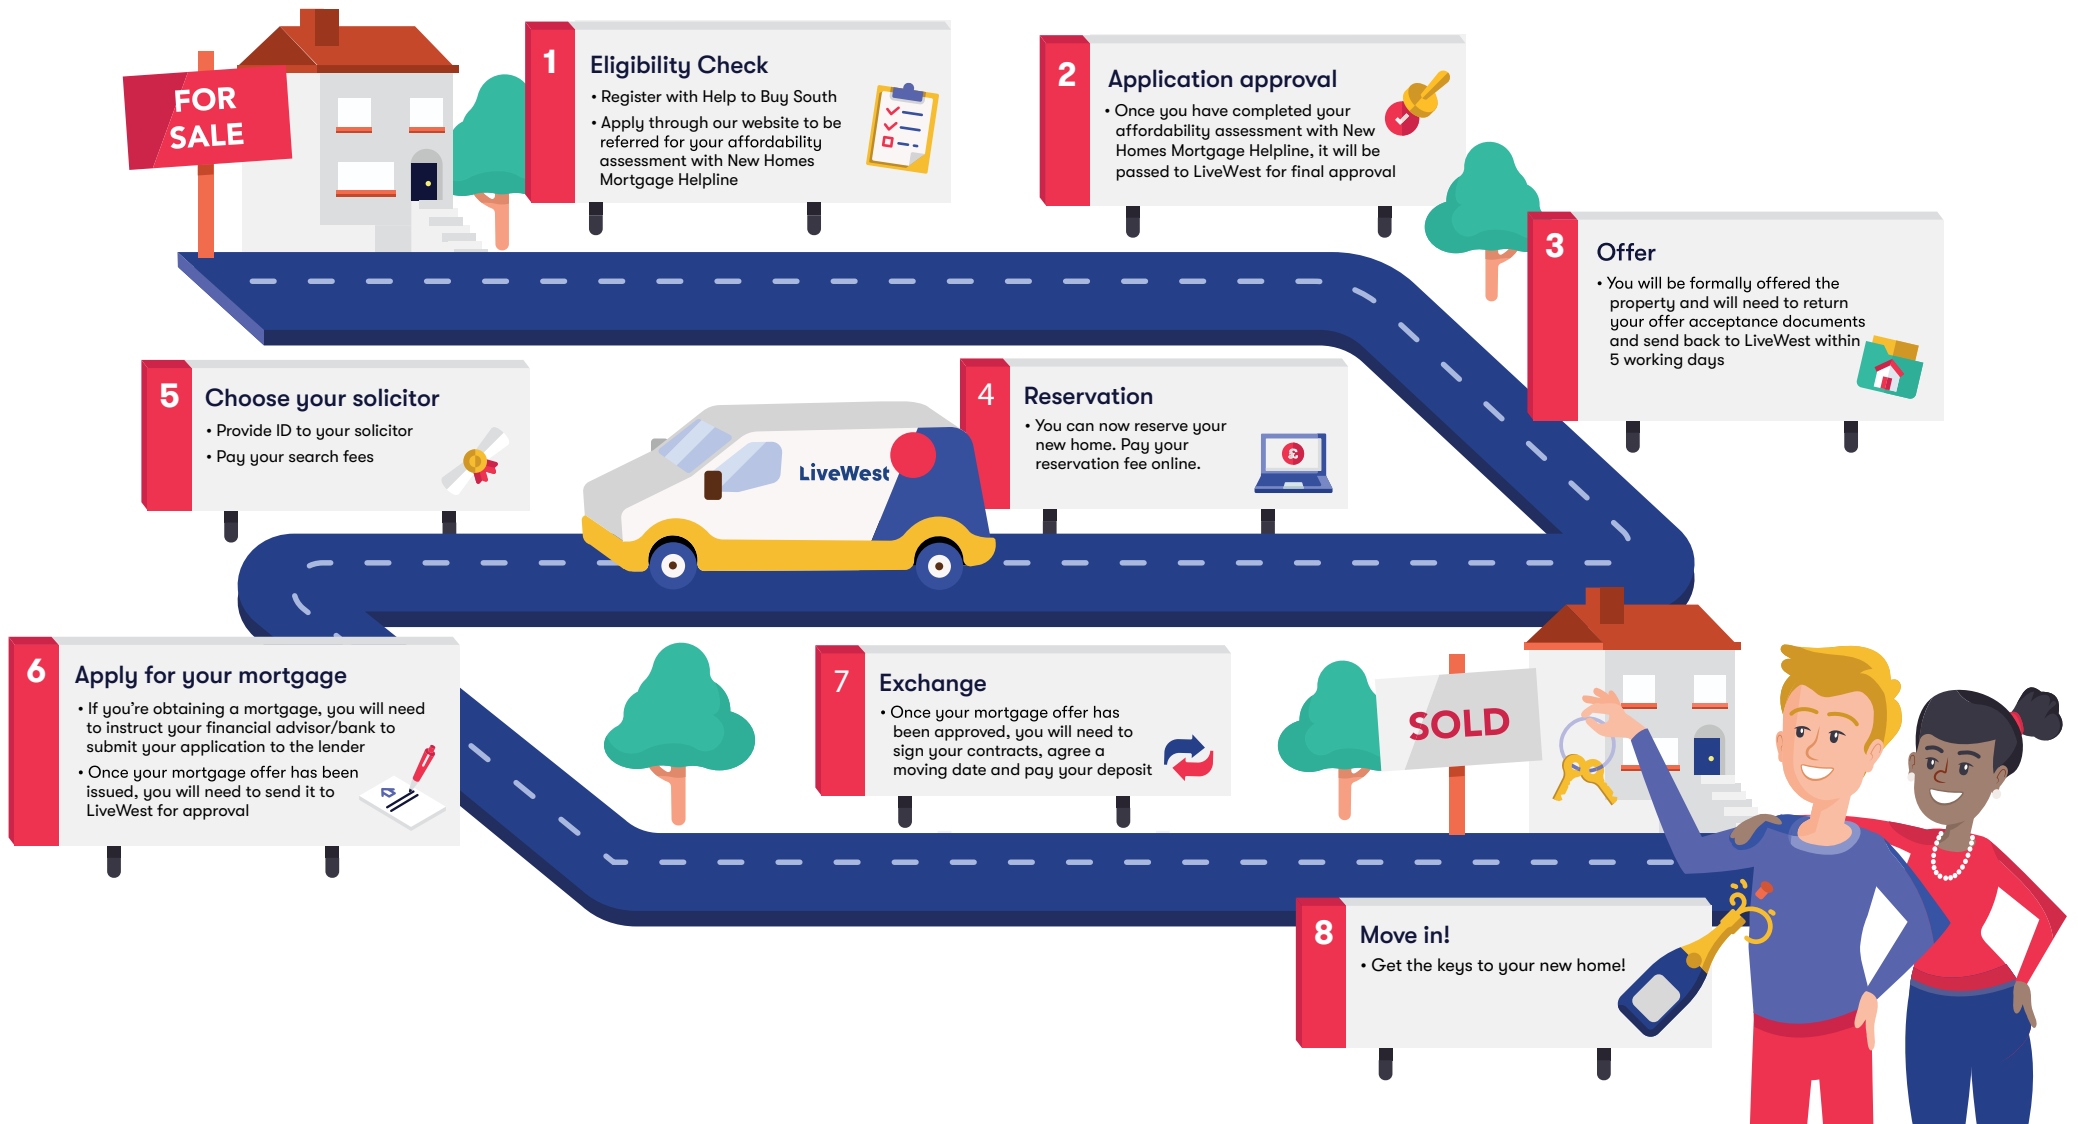 FOR
SALE
1
Eligibility Check
• Register with Help to Buy South
• Apply through our website to be
referred for your affordability
assessment with New Homes
Mortgage Helpline
2
Application approval
• Once you have completed your
affordability assessment with New
Homes Mortgage Helpline, it will be
passed to LiveWest for final approval
3
Offer
• You will be formally offered the
property and will need to return
your offer acceptance documents
and send back to LiveWest within
5 working days
4
Reservation
• You can now reserve your
new home. Pay your
reservation fee online.
£
LiveWest
5
Choose your solicitor
• Provide ID to your solicitor
• Pay your search fees
6
Apply for your mortgage
• If you’re obtaining a mortgage, you will need
to instruct your financial advisor/bank to
submit your application to the lender
• Once your mortgage offer has been
issued, you will need to send it to
LiveWest for approval
7
Exchange
• Once your mortgage offer has
been approved, you will need to
sign your contracts, agree a
moving date and pay your deposit
SOLD
8
Move in!
• Get the keys to your new home!